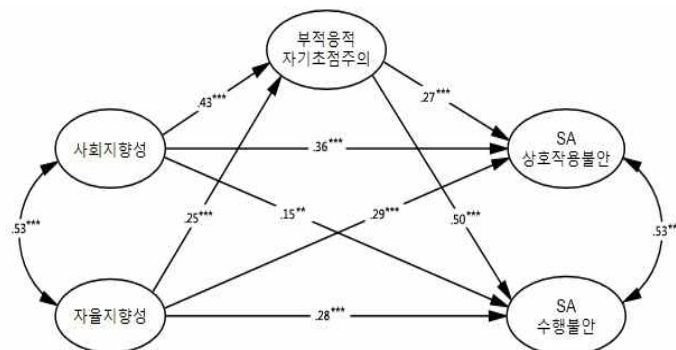 부적응적
자기초점주의
.43***
.27***
사회지향성
.36***
SA
상호작용불안
.53***
.25***
.15**
.29***
.50***
.53**
자율지향성
.28***
SA
수행불안